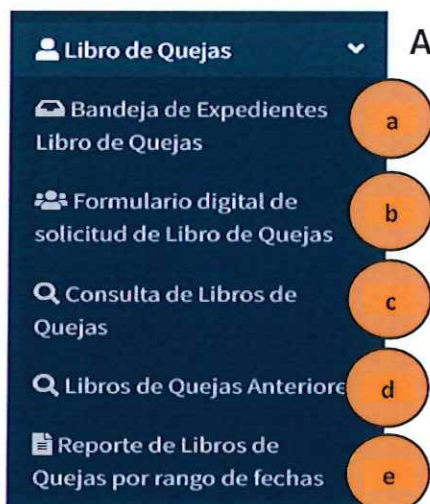 Libro de Quejas
A
Bandeja de Expedientes
Libro de Quejas
a
Formulario digital de
solicitud de Libro de Quejas
b
Consulta de Libros de
Quejas
c
Libros de Quejas Anteriore
d
Reporte de Libros de
Quejas por rango de fechas
e